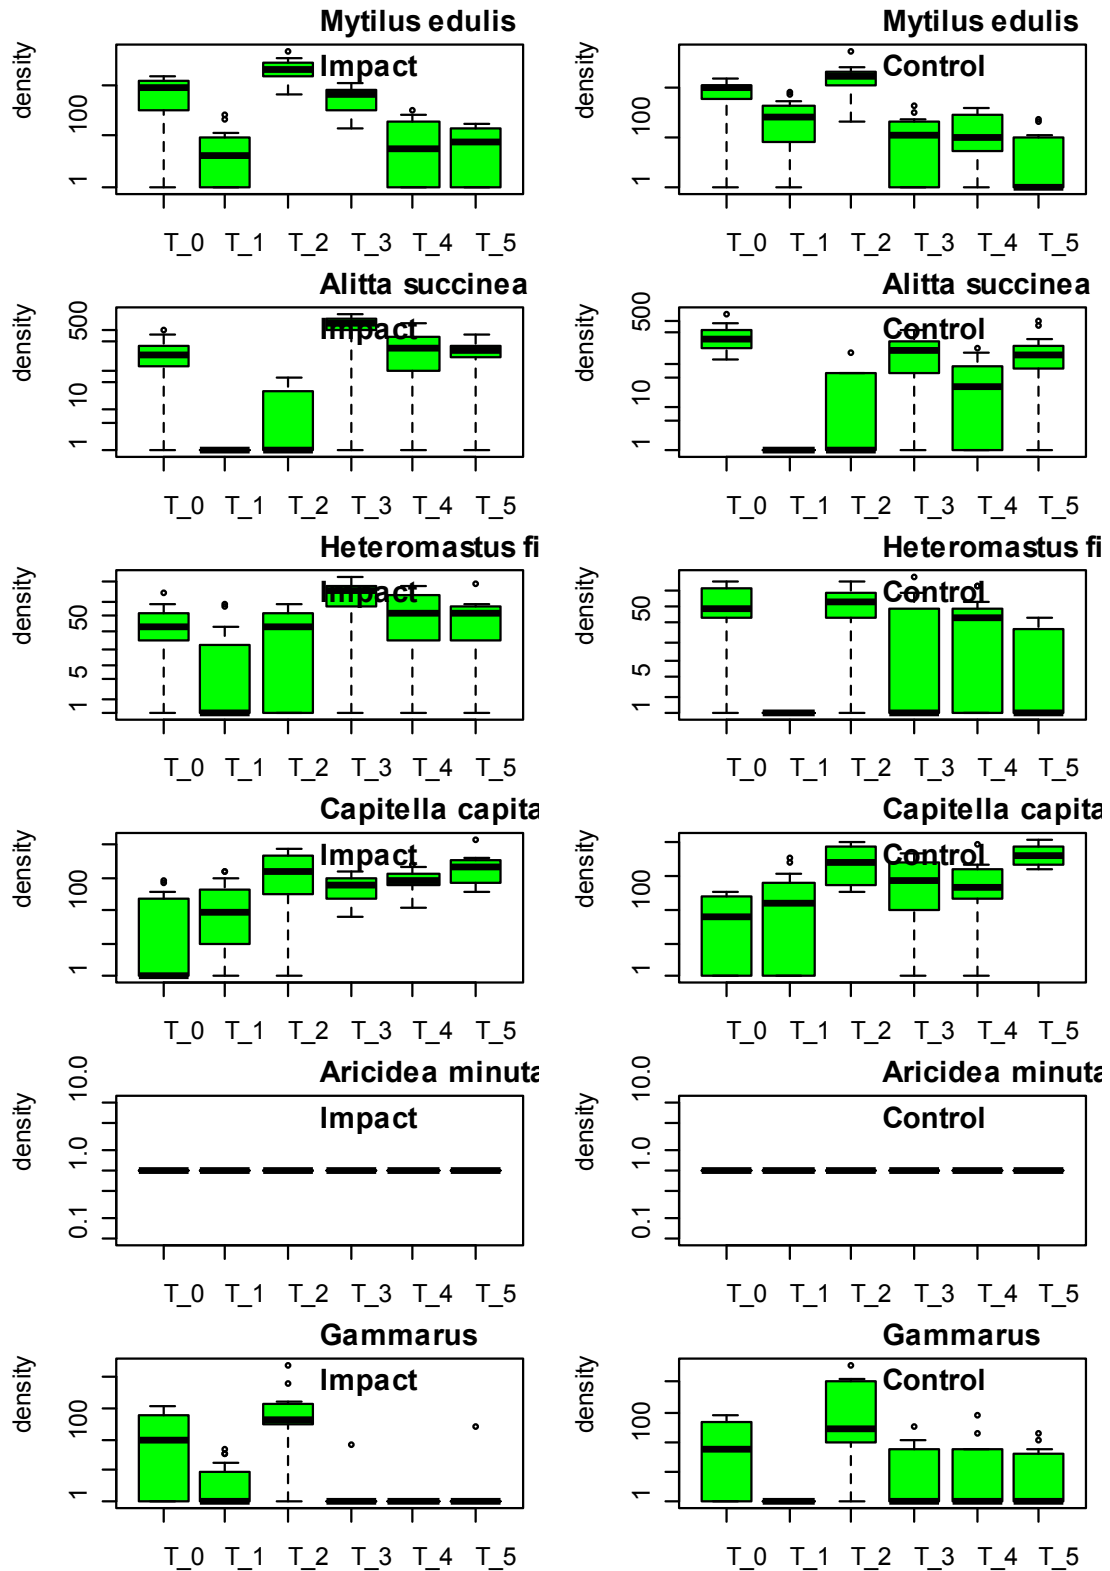 Mytilus edulis
Impact
density
100
1
T_0 T_1 T_2 T_3 T_4 T_5
Mytilus edulis
Control
density
100
1
T_0 T_1 T_2 T_3 T_4 T_5
Alitta succinea
Impact
density
500
10
1
T_0 T_1 T_2 T_3 T_4 T_5
Alitta succinea
Control
density
500
10
1
T_0 T_1 T_2 T_3 T_4 T_5
Heteromastus fi
Impact
density
50
5
1
T_0 T_1 T_2 T_3 T_4 T_5
Heteromastus fi
Control
density
50
5
1
T_0 T_1 T_2 T_3 T_4 T_5
Capitella capita
Impact
density
100
1
T_0 T_1 T_2 T_3 T_4 T_5
Capitella capita
Control
density
100
1
T_0 T_1 T_2 T_3 T_4 T_5
Aricidea minuta
Impact
density
10.0
1.0
0.1
T_0 T_1 T_2 T_3 T_4 T_5
Aricidea minuta
Control
density
10.0
1.0
0.1
T_0 T_1 T_2 T_3 T_4 T_5
Gammarus
Impact
density
100
1
T_0 T_1 T_2 T_3 T_4 T_5
Gammarus
Control
density
100
1
T_0 T_1 T_2 T_3 T_4 T_5